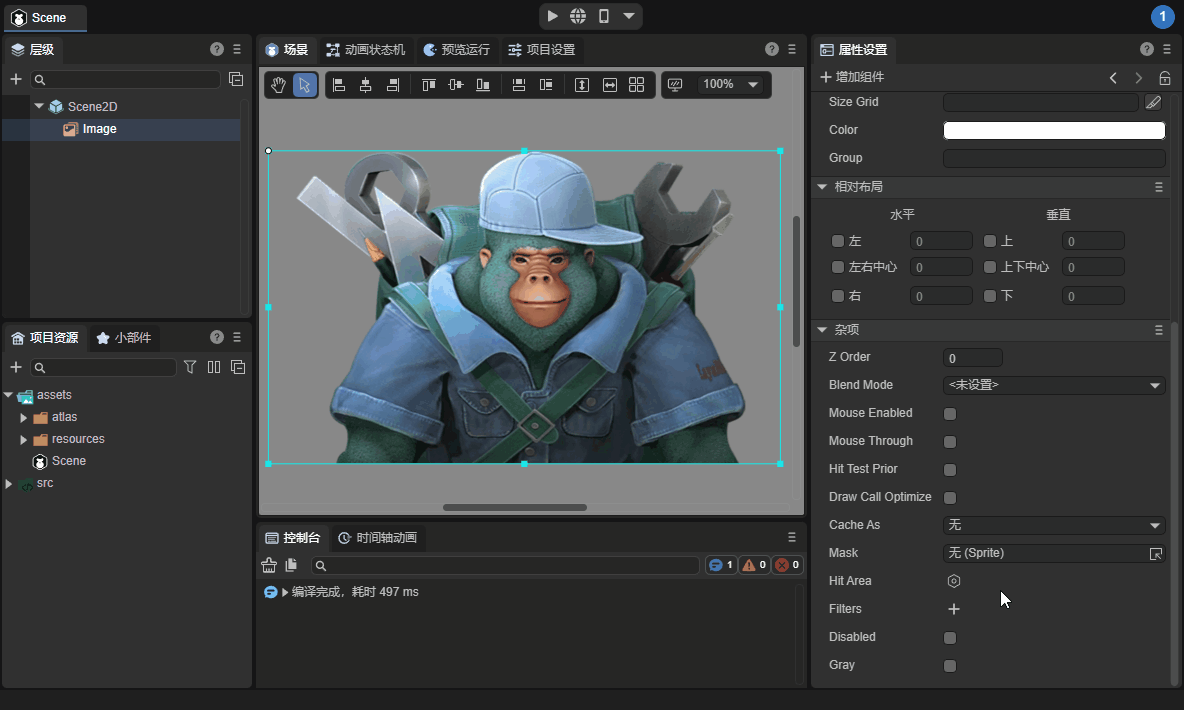 Scene
1
层级
Scene2D
Image
项目资源
小部件
assets
atlas
resources
Scene
src
场景
动画状态机
预览运行
项目设置
100%
控制台
时间轴动画
1
0
0
编译完成，耗时 497 ms
属性设置
增加组件
Size Grid
Color
Group
相对布局
水平 垂直
左 0 上 0
左右中心 0 上下中心 0
右 0 下 0
杂项
Z Order 0
Blend Mode <未设置>
Mouse Enabled
Mouse Through
Hit Test Prior
Draw Call Optimize
Cache As 无
Mask 无 (Sprite)
Hit Area
Filters
Disabled
Gray